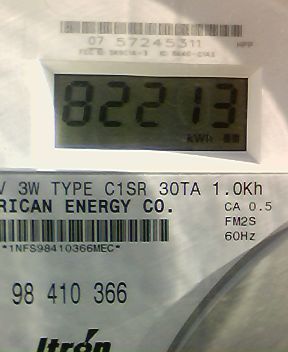 07 57245311
82213
kWh
V 3W TYPE C1SR 30TA 1.0Kh
RICAN ENERGY CO. CA 0.5
FM2S
*1NFS98410366MEC* 60Hz
98 410 366
Itrón